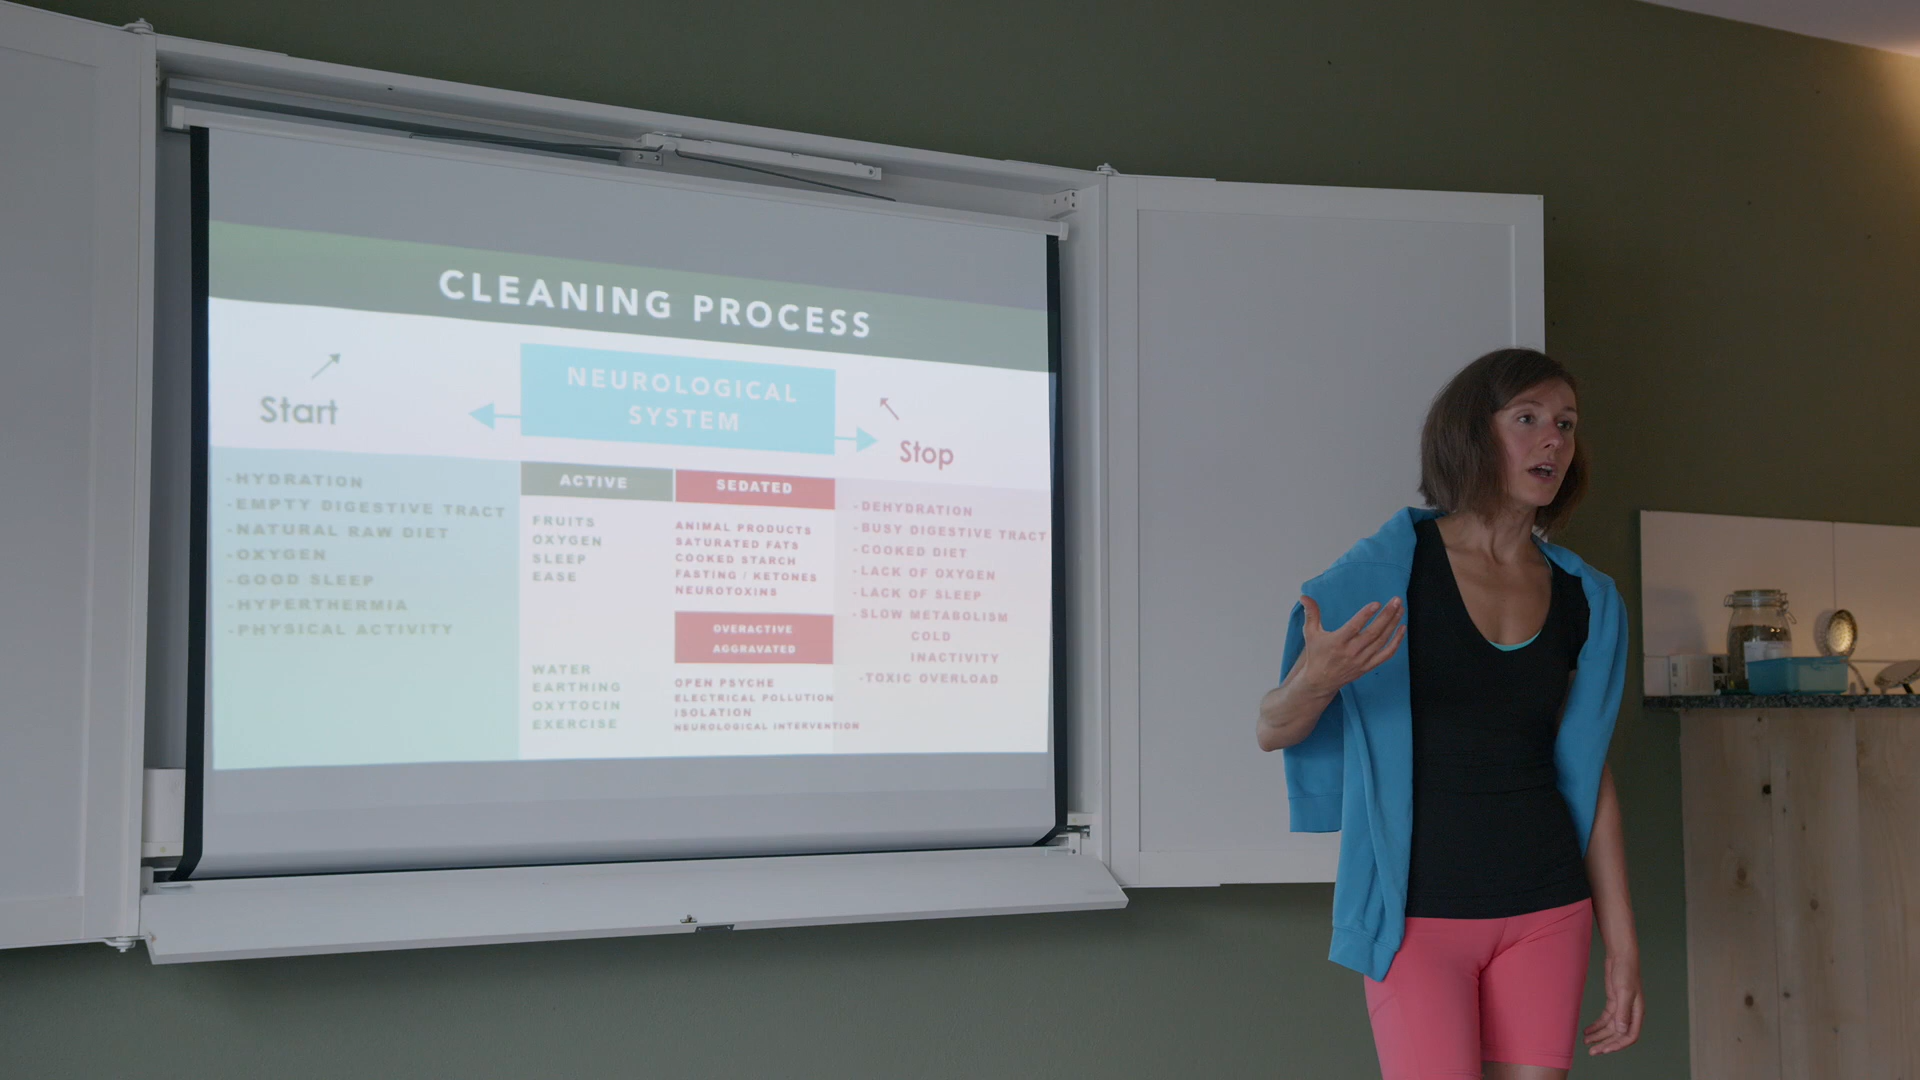 CLEANING PROCESS
NEUROLOGICAL
SYSTEM
Start
Stop
-HYDRATION
-EMPTY DIGESTIVE TRACT
-NATURAL RAW DIET
-OXYGEN
-GOOD SLEEP
-HYPERTHERMIA
-PHYSICAL ACTIVITY
ACTIVE
FRUITS
OXYGEN
SLEEP
EASE
WATER
EARTHING
OXYTOCIN
EXERCISE
SEDATED
ANIMAL PRODUCTS
SATURATED FATS
COOKED STARCH
FASTING / KETONES
NEUROTOXINS
OVERACTIVE
AGGRAVATED
OPEN PSYCHE
ELECTRICAL POLLUTION
ISOLATION
NEUROLOGICAL INTERVENTION
-DEHYDRATION
-BUSY DIGESTIVE TRACT
-COOKED DIET
-LACK OF OXYGEN
-LACK OF SLEEP
-SLOW METABOLISM
COLD
INACTIVITY
-TOXIC OVERLOAD